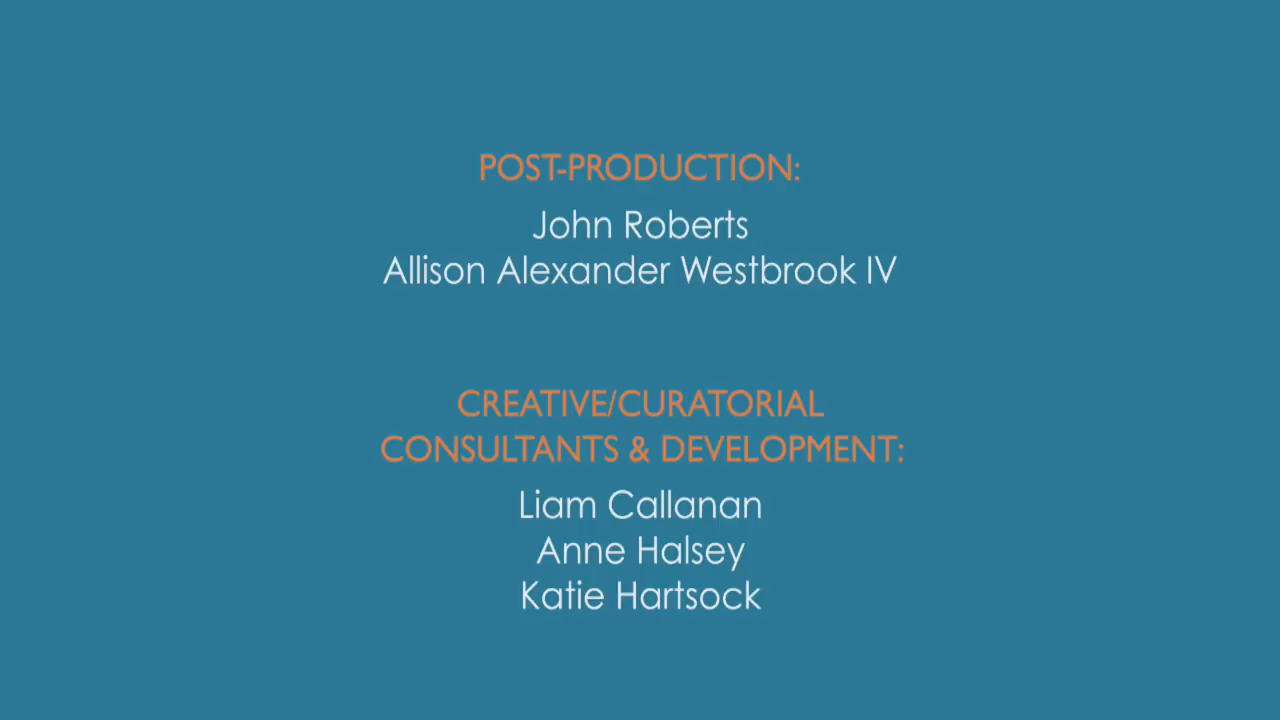 POST-PRODUCTION:
John Roberts
Allison Alexander Westbrook IV
CREATIVE/CURATORIAL
CONSULTANTS & DEVELOPMENT:
Liam Callanan
Anne Halsey
Katie Hartsock